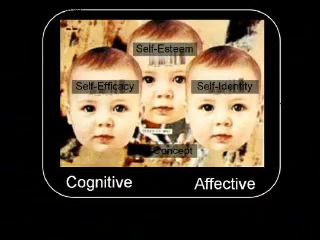 Self-Esteem
Self-Efficacy
Self-Identity
Concept
Cognitive
Affective